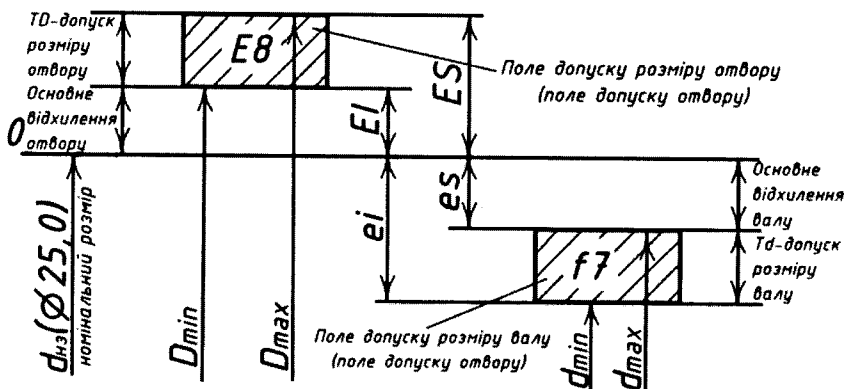 TD-допуск
розміру
отвору
Основне
відхилення
отвору
0
E8
Поле допуску розміру отвору
(поле допуску отвору)
EI
ES
ei
es
dнз(Ø25,0)
номінальний розмір
Dmin
Dmax
Основне
відхилення
валу
Td-допуск
розміру
валу
f7
Поле допуску розміру валу
(поле допуску отвору)
dmin
dmax